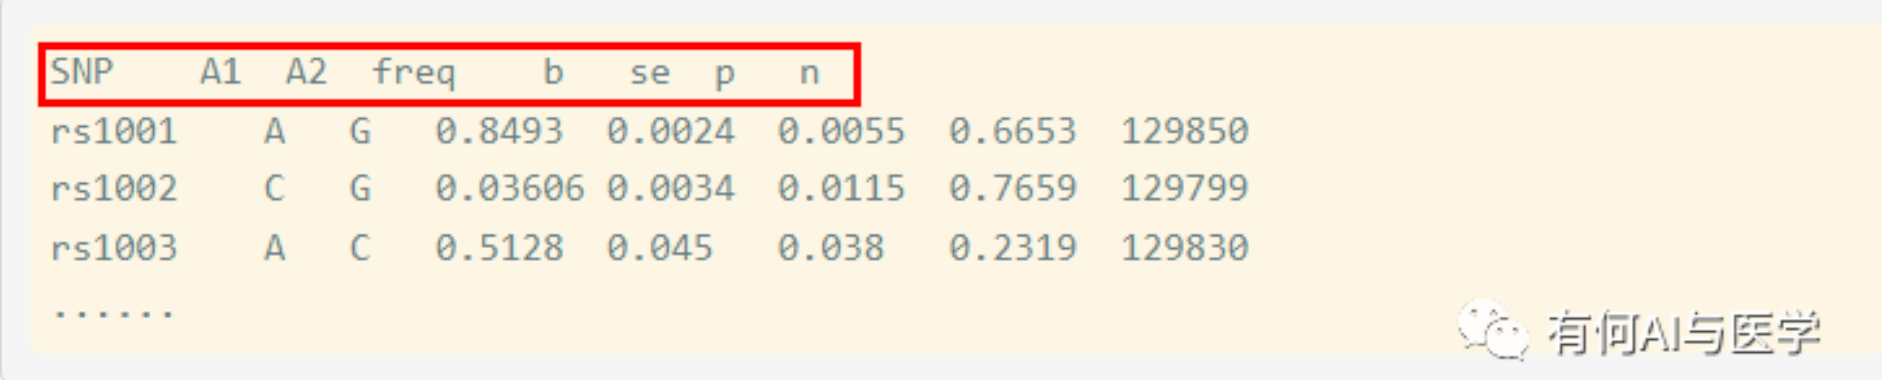 SNP A1 A2 freq b se p n
rs1001 A G 0.8493 0.0024 0.0055 0.6653 129850
rs1002 C G 0.03606 0.0034 0.0115 0.7659 129799
rs1003 A C 0.5128 0.045 0.038 0.2319 129830
......
有何AI与医学